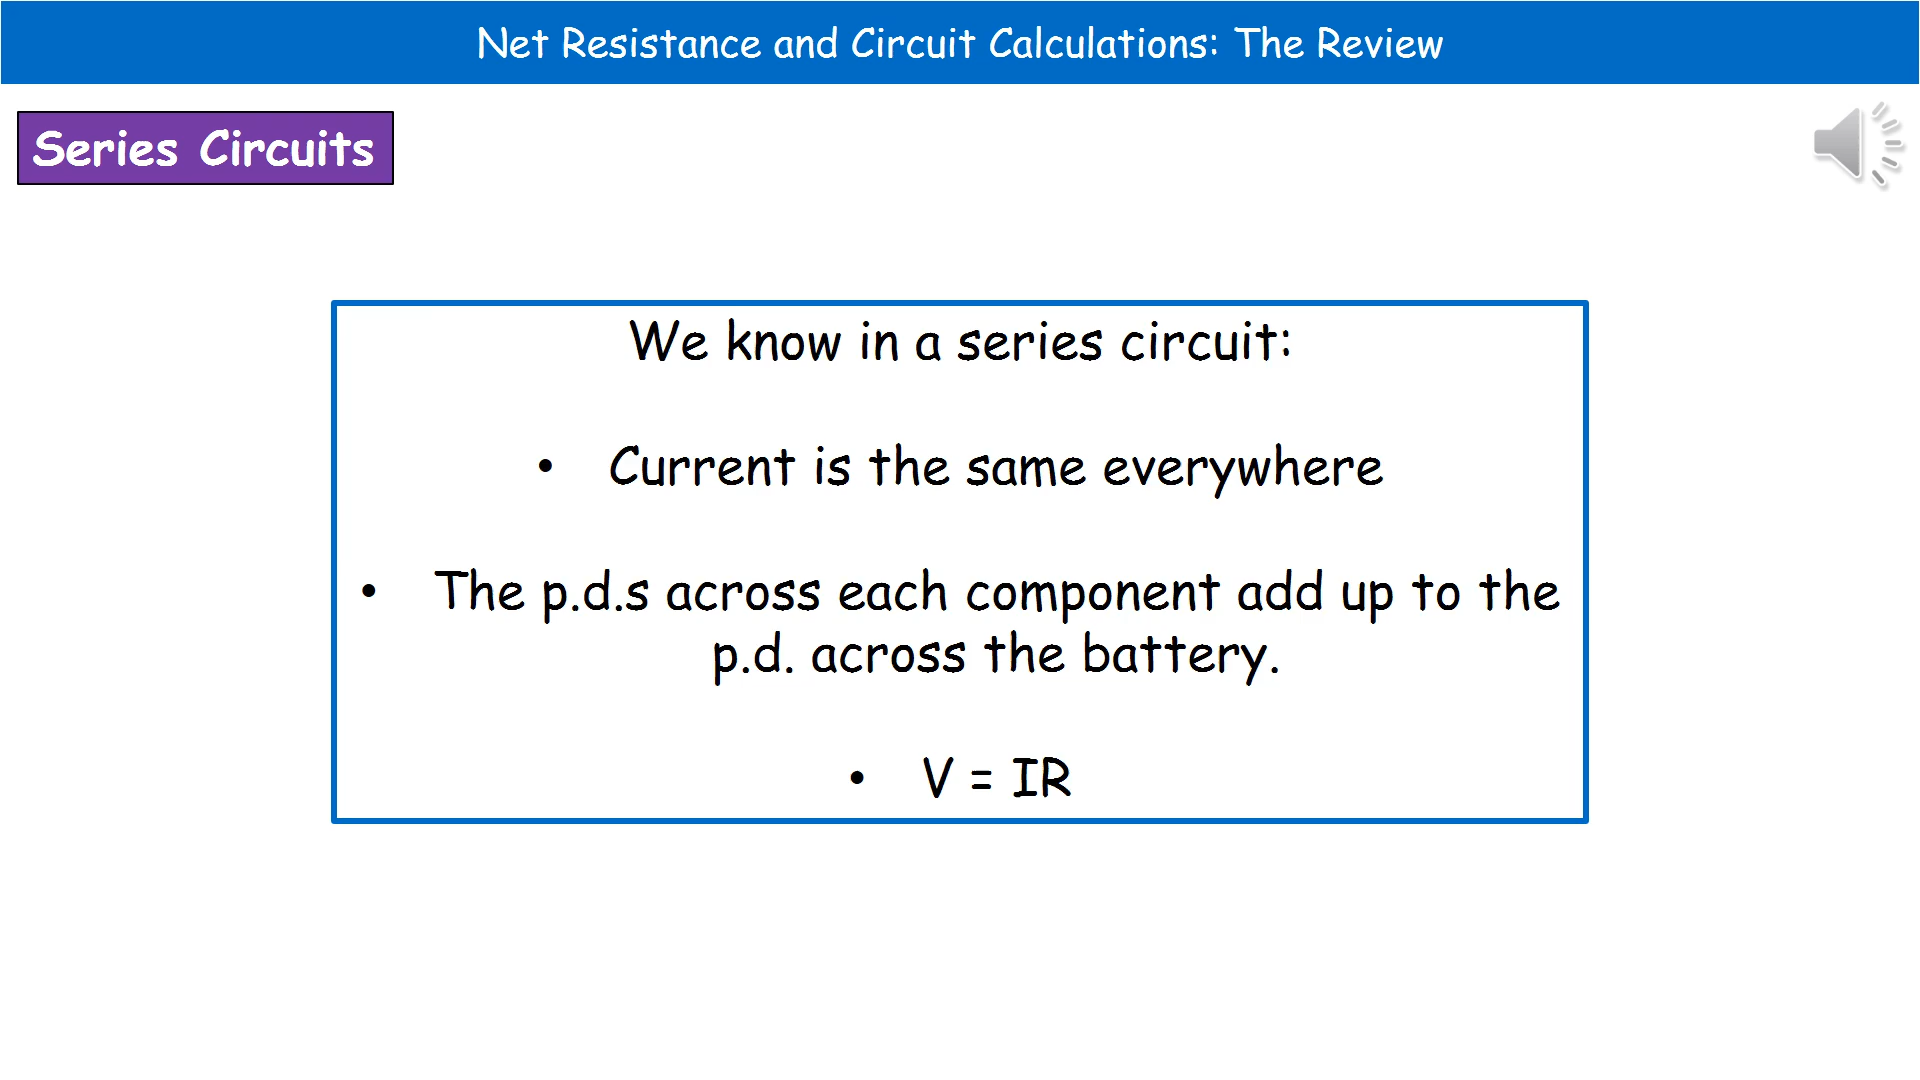 Net Resistance and Circuit Calculations: The Review
Series Circuits
We know in a series circuit:
• Current is the same everywhere
• The p.d.s across each component add up to the
p.d. across the battery.
• V = IR